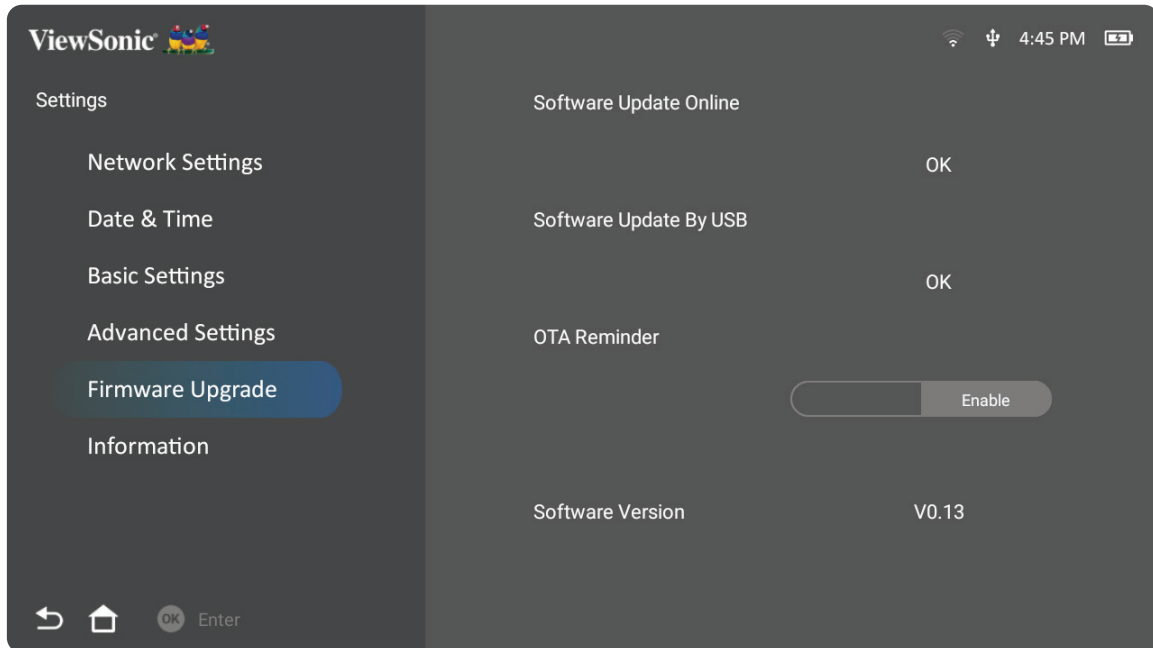 ViewSonic
4:45 PM
Settings
Network Settings
Date & Time
Basic Settings
Advanced Settings
Firmware Upgrade
Information
OK Enter
Software Update Online
OK
Software Update By USB
OK
OTA Reminder
Enable
Software Version V0.13